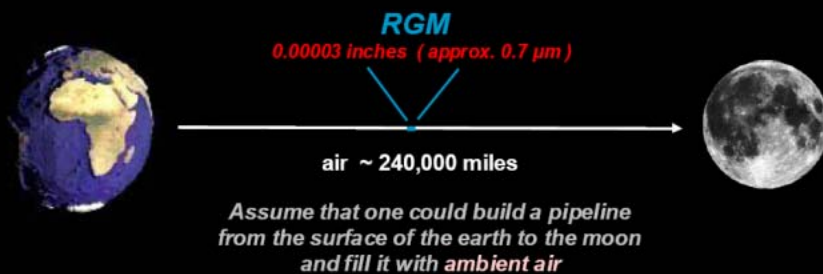 RGM
0.00003 inches ( approx. 0.7 µm )
air ~ 240,000 miles
Assume that one could build a pipeline
from the surface of the earth to the moon
and fill it with ambient air